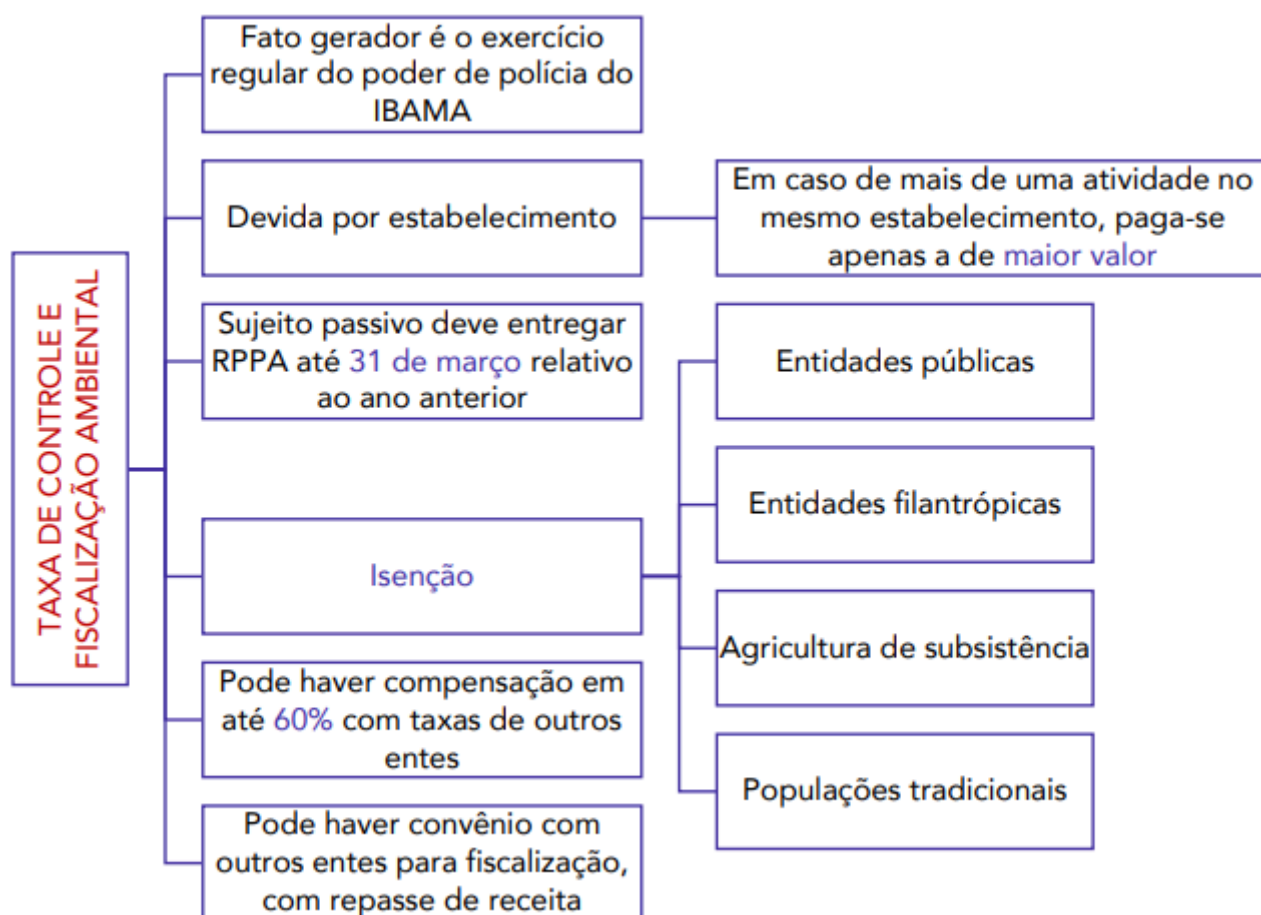 TAXA DE CONTROLE E
FISCALIZAÇÃO AMBIENTAL
Fato gerador é o exercício
regular do poder de polícia do
IBAMA
Devida por estabelecimento
Em caso de mais de uma atividade no
mesmo estabelecimento, paga-se
apenas a de maior valor
Sujeito passivo deve entregar
RPPA até 31 de março relativo
ao ano anterior
Isenção
Entidades públicas
Entidades filantrópicas
Agricultura de subsistência
Populações tradicionais
Pode haver compensação em
até 60% com taxas de outros
entes
Pode haver convênio com
outros entes para fiscalização,
com repasse de receita